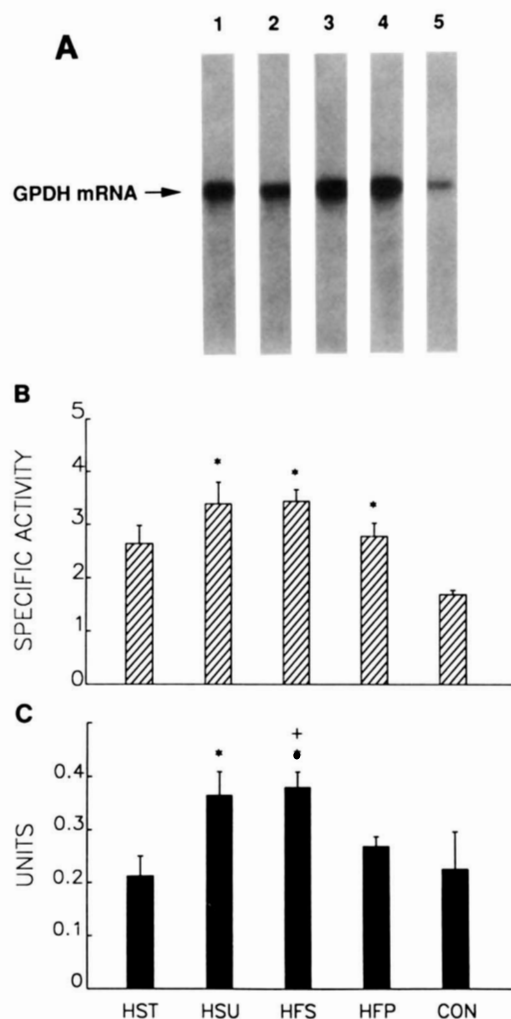 A
1 2 3 4 5
GPDH mRNA
B
5
4
3
2
1
0
SPECIFIC ACTIVITY
*
*
*
C
0.4
0.3
0.2
0.1
0
UNITS
*
+
*
HST HSU HFS HFP CON